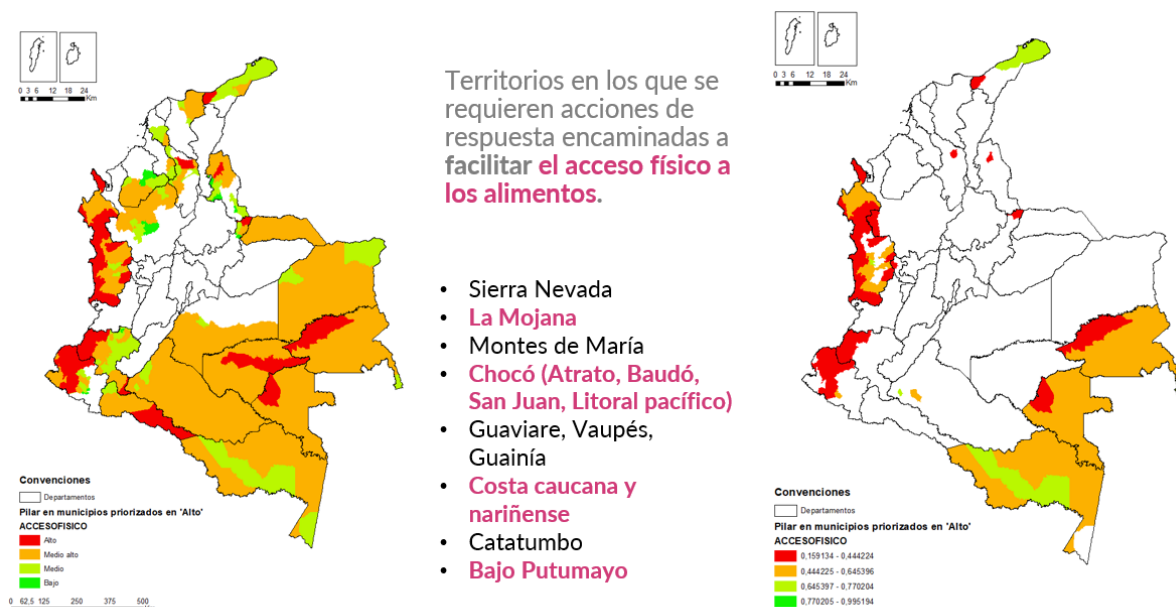 0 3 6 12 18 24
Km
Convenciones
Departamentos
Pilar en municipios priorizados en 'Alto'
ACCESOFISICO
Alto
Medio alto
Medio
Bajo
0 62,5 125 250 375 500
Territorios en los que se
requieren acciones de
respuesta encaminadas a
facilitar el acceso físico a
los alimentos.
• Sierra Nevada
• La Mojana
• Montes de María
• Chocó (Atrato, Baudó,
San Juan, Litoral pacífico)
• Guaviare, Vaupés,
Guainía
• Costa caucana y
nariñense
• Catatumbo
• Bajo Putumayo
0 3 6 12 18 24
Km
Convenciones
Departamentos
Pilar en municipios priorizados en 'Alto'
ACCESOFISICO
0,159134 - 0,444224
0,444225 - 0,645396
0,645397 - 0,770204
0,770205 - 0,995194